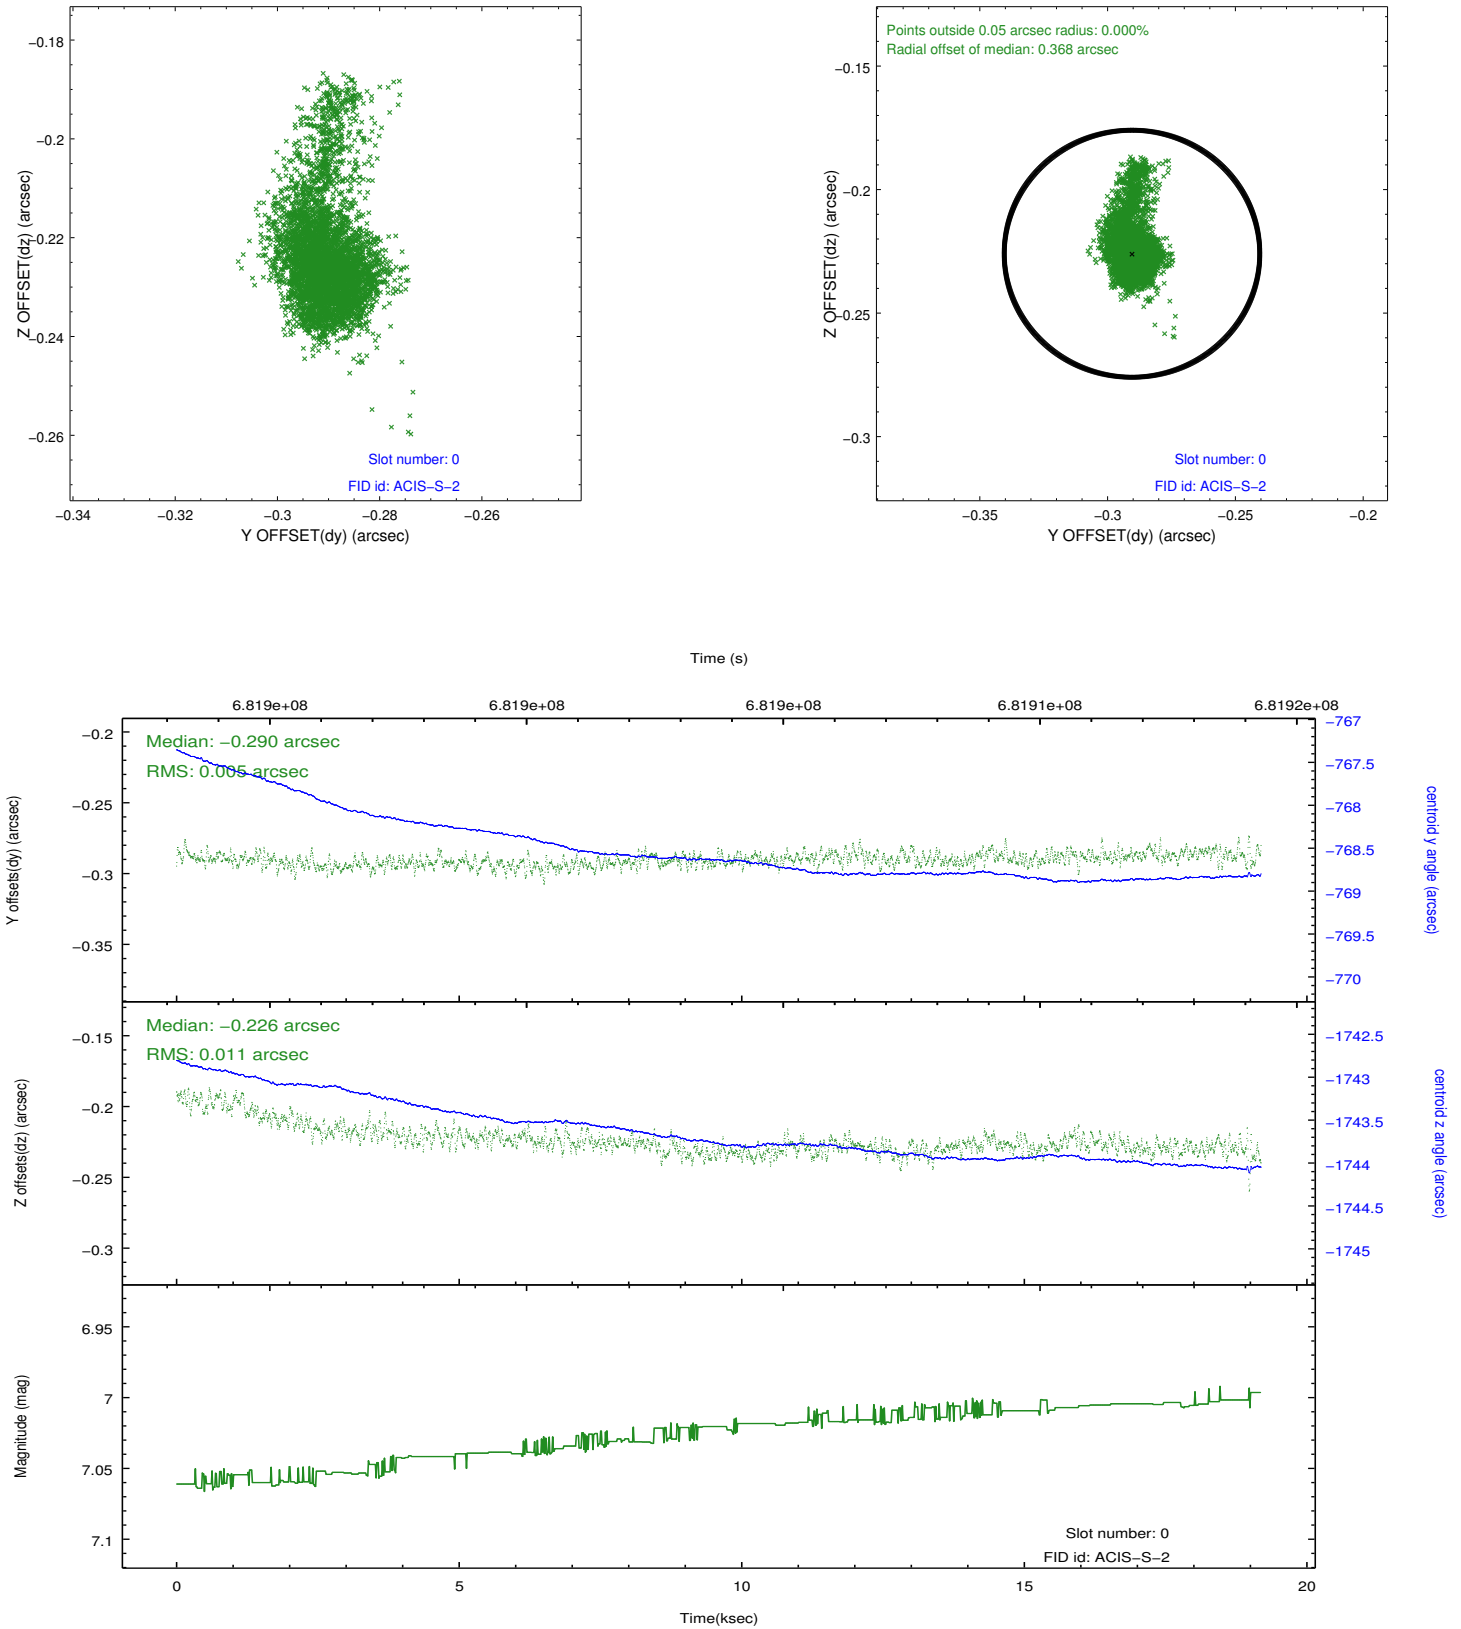 −0.18
−0.2
−0.22
−0.24
−0.26
Z OFFSET(dz) (arcsec)
Slot number: 0
FID id: ACIS−S−2
−0.34 −0.32 −0.3 −0.28 −0.26
Y OFFSET(dy) (arcsec)
Points outside 0.05 arcsec radius: 0.000%
Radial offset of median: 0.368 arcsec
−0.15
−0.2
−0.25
−0.3
Z OFFSET(dz) (arcsec)
Slot number: 0
FID id: ACIS−S−2
−0.35 −0.3 −0.25 −0.2
Y OFFSET(dy) (arcsec)
Time (s)
6.819e+08 6.819e+08 6.819e+08 6.8191e+08 6.8192e+08
Median: −0.290 arcsec
RMS: 0.005 arcsec
−0.2
−0.25
−0.3
−0.35
Y offsets(dy) (arcsec)
−767
−767.5
−768
−768.5
−769
−769.5
−770
centroid y angle (arcsec)
Median: −0.226 arcsec
RMS: 0.011 arcsec
−0.15
−0.2
−0.25
−0.3
Z offsets(dz) (arcsec)
−1742.5
−1743
−1743.5
−1744
−1744.5
−1745
centroid z angle (arcsec)
6.95
7
7.05
7.1
Magnitude (mag)
Slot number: 0
FID id: ACIS−S−2
0 5 10 15 20
Time(ksec)